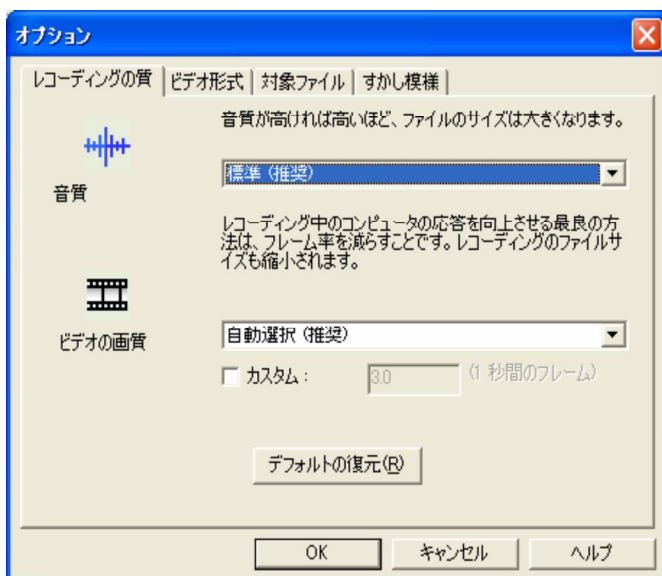 オプション
レコーディングの質 ビデオ形式 対象ファイル すかし模様
音質が高ければ高いほど、ファイルのサイズは大きくなります。
標準 (推奨)
音質
レコーディング中のコンピュータの応答を向上させる最良の方
法は、フレーム率を減らすことです。レコーディングのファイルサ
イズも縮小されます。
自動選択 (推奨)
ビデオの画質
カスタム : 3.0 (1 秒間のフレーム)
デフォルトの復元(R)
OK キャンセル ヘルプ